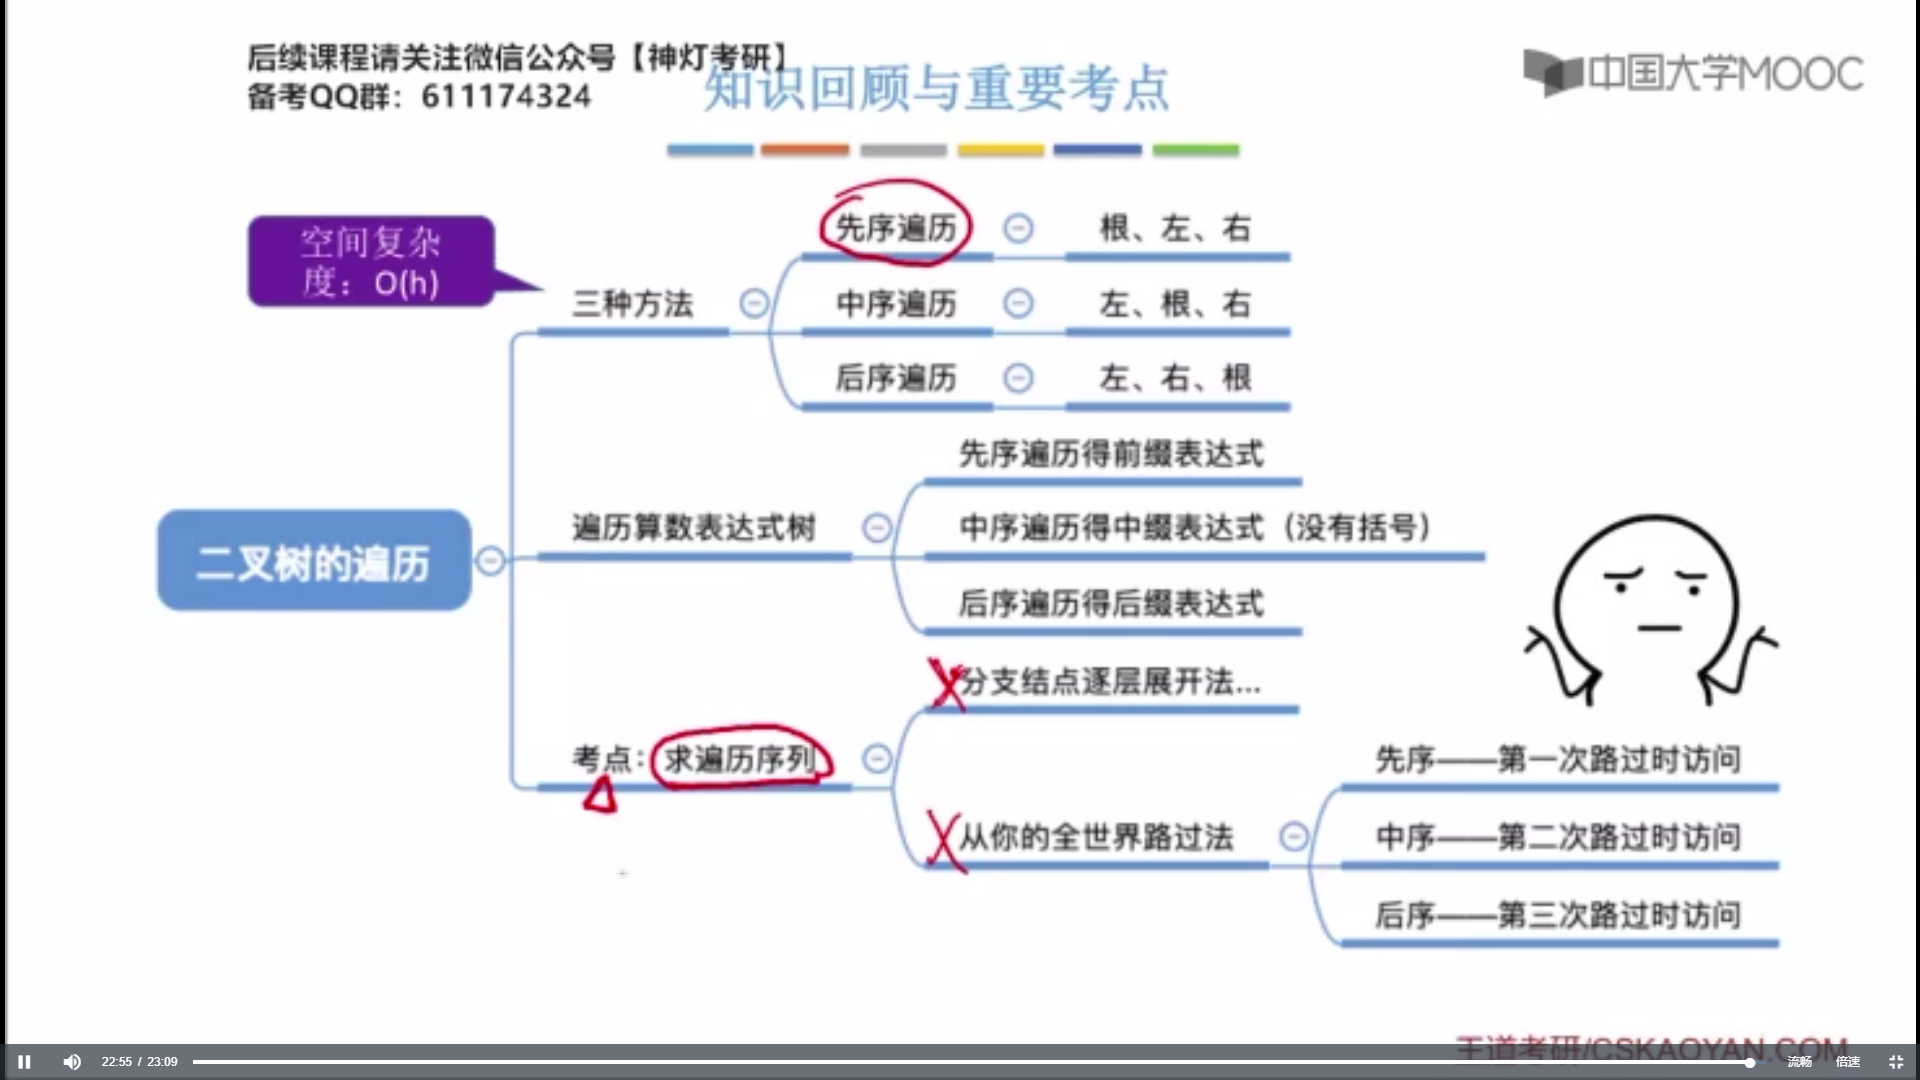 后续课程请关注微信公众号【神灯考研】
备考QQ群：611174324
知识回顾与重要考点
中国大学MOOC
空间复杂
度：O(h)
三种方法
先序遍历
根、左、右
中序遍历
左、根、右
后序遍历
左、右、根
二叉树的遍历
遍历算数表达式树
先序遍历得前缀表达式
中序遍历得中缀表达式（没有括号）
后序遍历得后缀表达式
考点：求遍历序列
分支结点逐层展开法...
从你的全世界路过法
先序——第一次路过时访问
中序——第二次路过时访问
后序——第三次路过时访问
王道考研/CSKAOYAN.COM
22:55 / 23:09
流畅
倍速